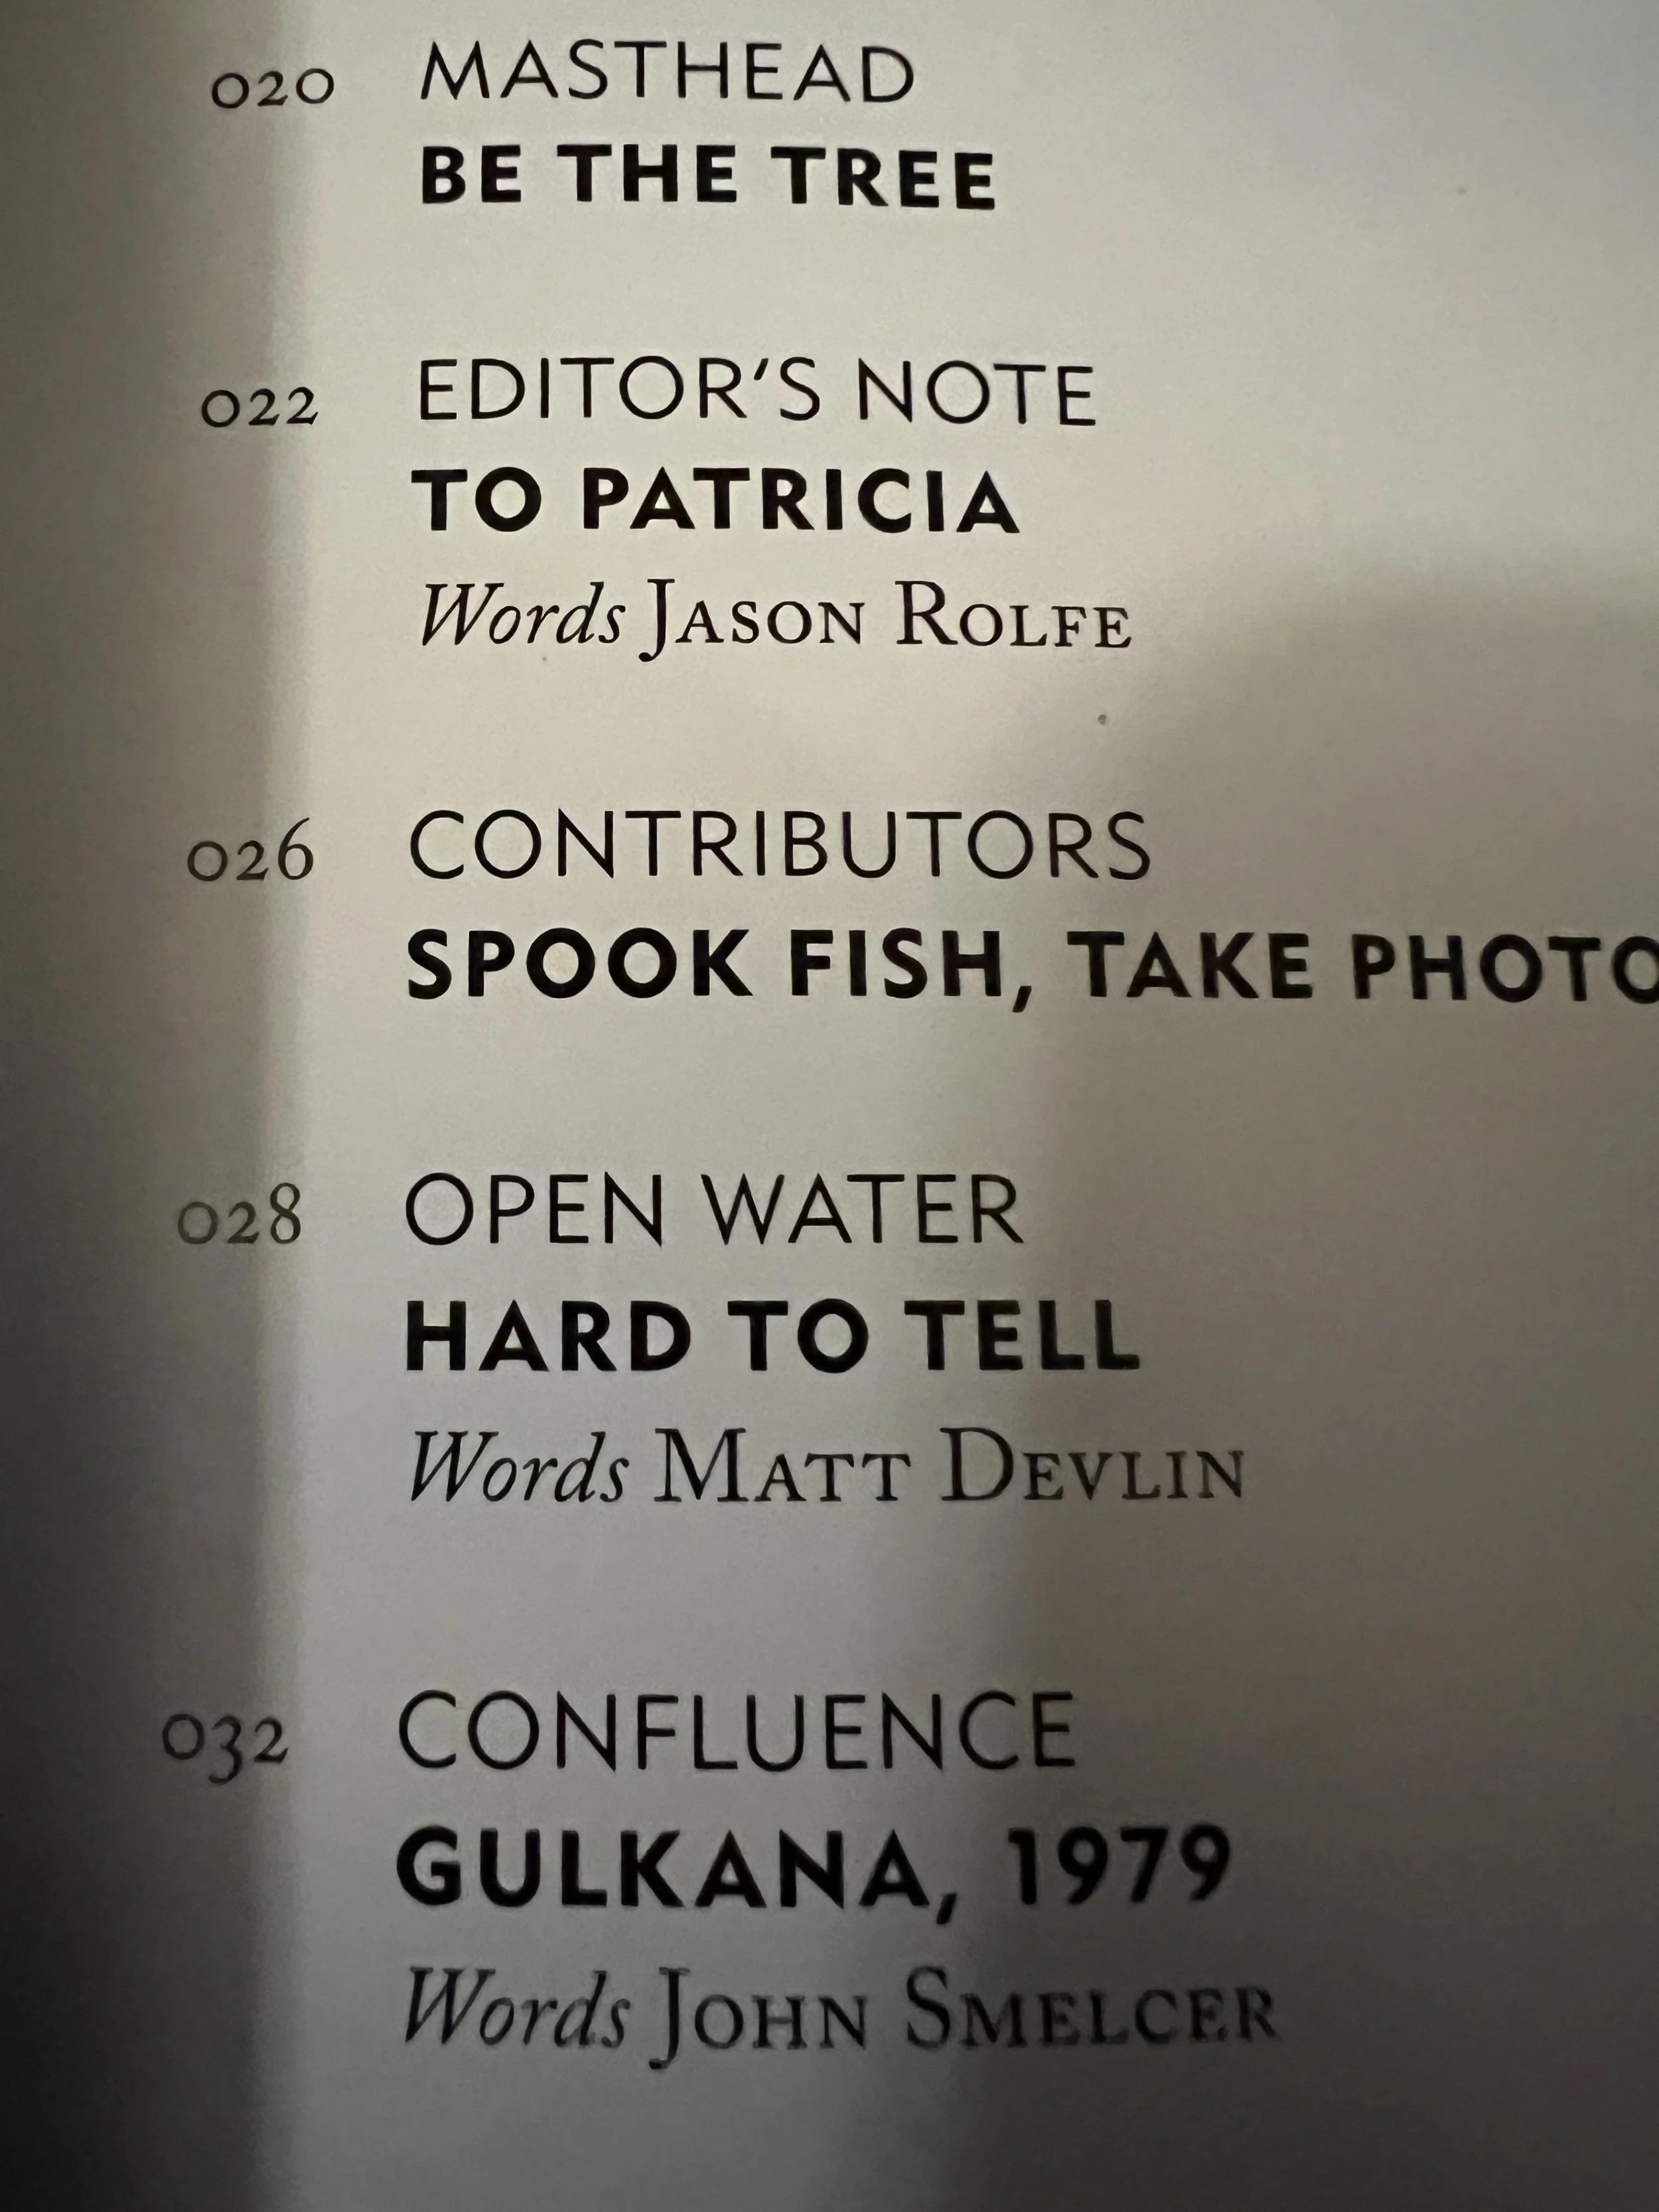 020 MASTHEAD
BE THE TREE
022 EDITOR’S NOTE
TO PATRICIA
Words Jason Rolfe
026 CONTRIBUTORS
SPOOK FISH, TAKE PHOTO
028 OPEN WATER
HARD TO TELL
Words Matt Devlin
032 CONFLUENCE
GULKANA, 1979
Words John Smelcer